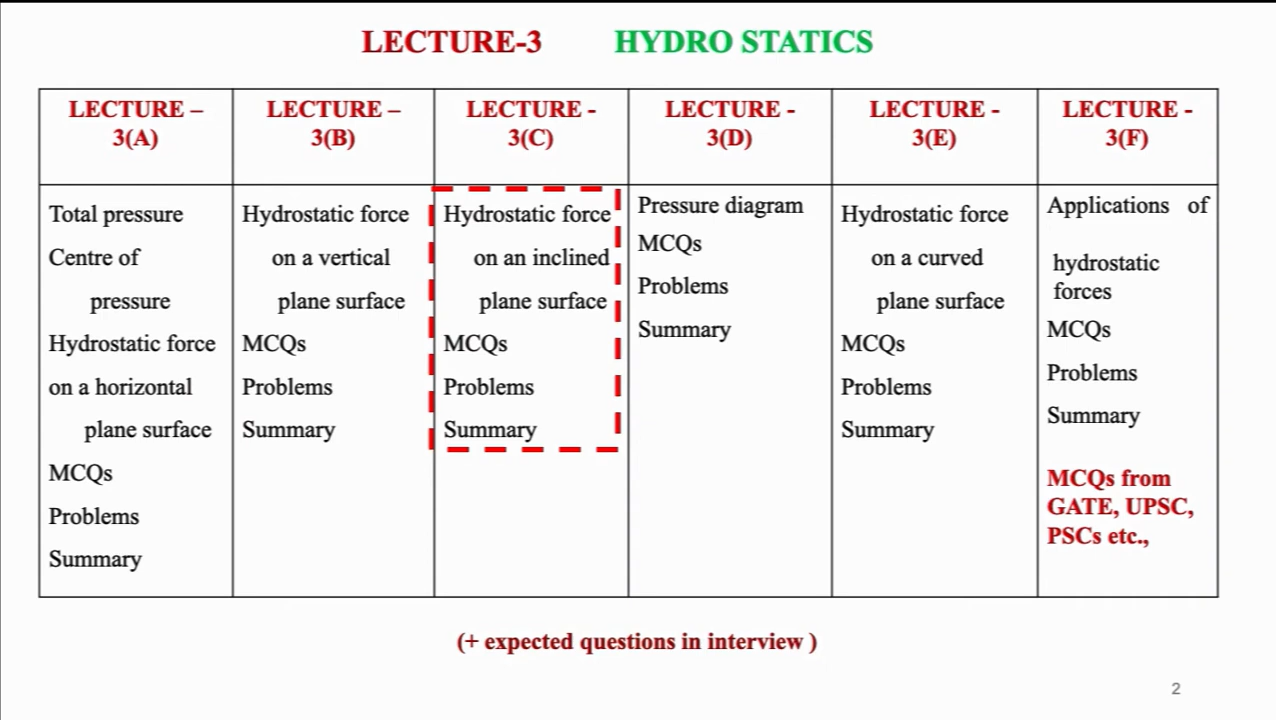 LECTURE-3 HYDRO STATICS
LECTURE –
3(A)
LECTURE –
3(B)
LECTURE -
3(C)
LECTURE -
3(D)
LECTURE -
3(E)
LECTURE -
3(F)
Total pressure
Centre of
pressure
Hydrostatic force
on a horizontal
plane surface
MCQs
Problems
Summary
Hydrostatic force
on a vertical
plane surface
MCQs
Problems
Summary
Hydrostatic force
on an inclined
plane surface
MCQs
Problems
Summary
Pressure diagram
MCQs
Problems
Summary
Hydrostatic force
on a curved
plane surface
MCQs
Problems
Summary
Applications of
hydrostatic
forces
MCQs
Problems
Summary
MCQs from
GATE, UPSC,
PSCs etc.,
(+ expected questions in interview )
2